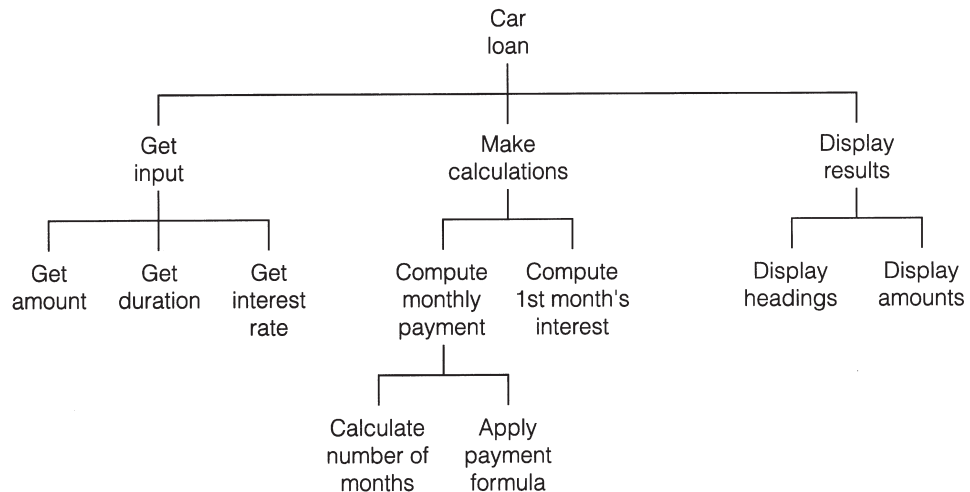 Car
loan
Get
input
Make
calculations
Display
results
Get
amount
Get
duration
Get
interest
rate
Compute
monthly
payment
Compute
1st month's
interest
Display
headings
Display
amounts
Calculate
number of
months
Apply
payment
formula